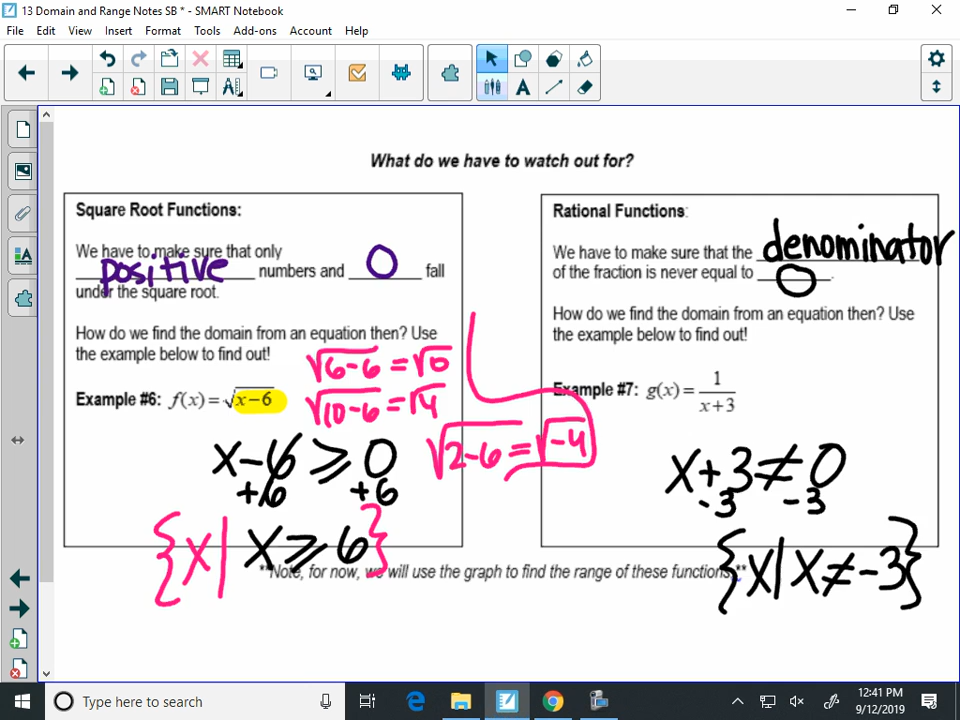 13 Domain and Range Notes SB * - SMART Notebook
File Edit View Insert Format Tools Add-ons Account Help
What do we have to watch out for?
Square Root Functions:
We have to make sure that only
positive numbers and 0 fall
under the square root.
How do we find the domain from an equation then? Use
the example below to find out!
√6-6 = √0
Example #6: f(x) = √x-6
√10-6 = √4
√2-6 = √-4
x-6 ≥ 0
+6 +6
{x| x ≥ 6}
Rational Functions:
We have to make sure that the denominator
of the fraction is never equal to 0.
How do we find the domain from an equation then? Use
the example below to find out!
Example #7: g(x) = 1/(x+3)
x+3 ≠ 0
-3 -3
{x| x ≠ -3}
**Note, for now, we will use the graph to find the range of these functions.**
Type here to search
12:41 PM
9/12/2019